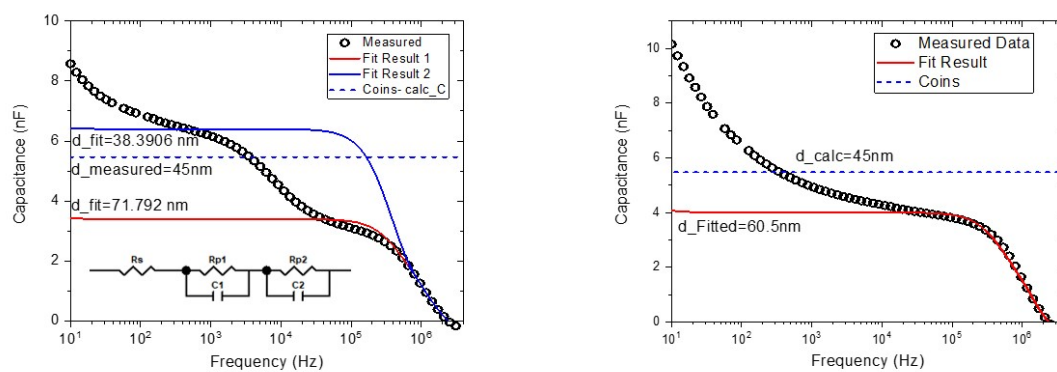 10
8
6
4
2
0
Capacitance (nF)
Measured
Fit Result 1
Fit Result 2
Coins- calc_C
d_fit=38.3906 nm
d_measured=45nm
d_fit=71.792 nm
Rs
Rp1
Rp2
C1
C2
10¹ 10² 10³ 10⁴ 10⁵ 10⁶
Frequency (Hz)
10
8
6
4
2
0
Capacitance (nF)
Measured Data
Fit Result
Coins
d_calc=45nm
d_Fitted=60.5nm
10¹ 10² 10³ 10⁴ 10⁵ 10⁶
Frequency (Hz)